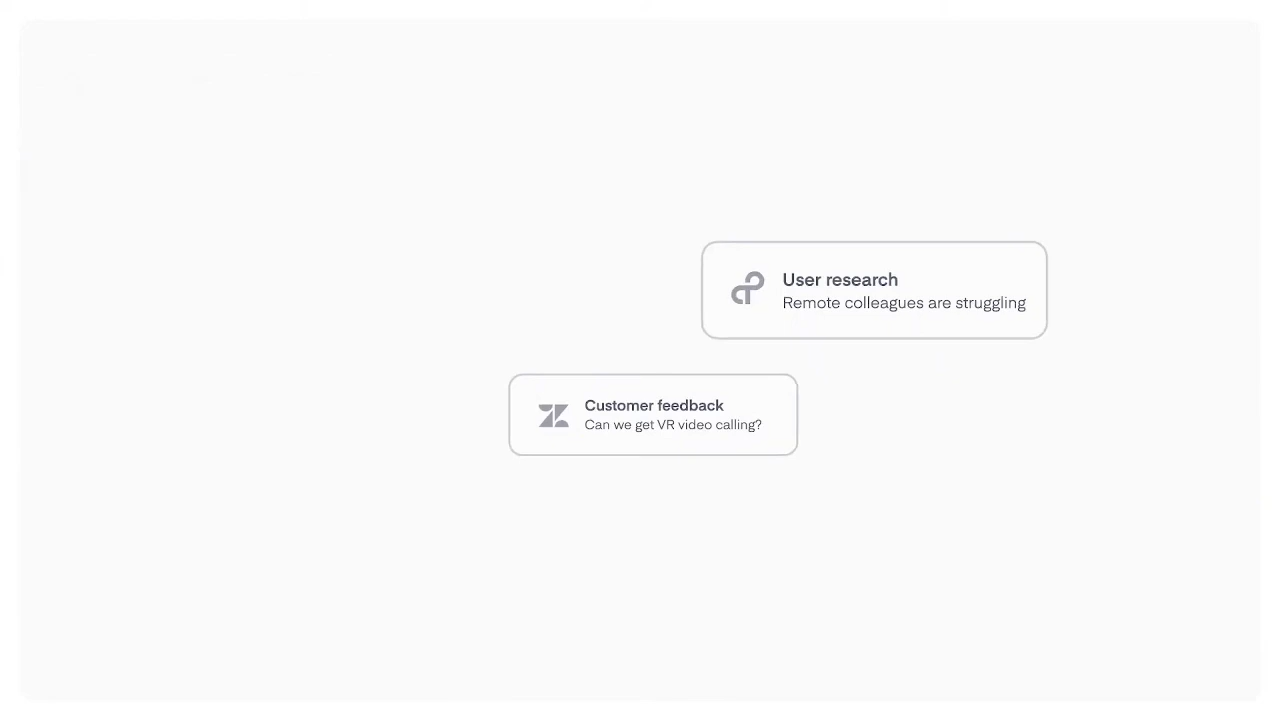 User research
Remote colleagues are struggling
Customer feedback
Can we get VR video calling?